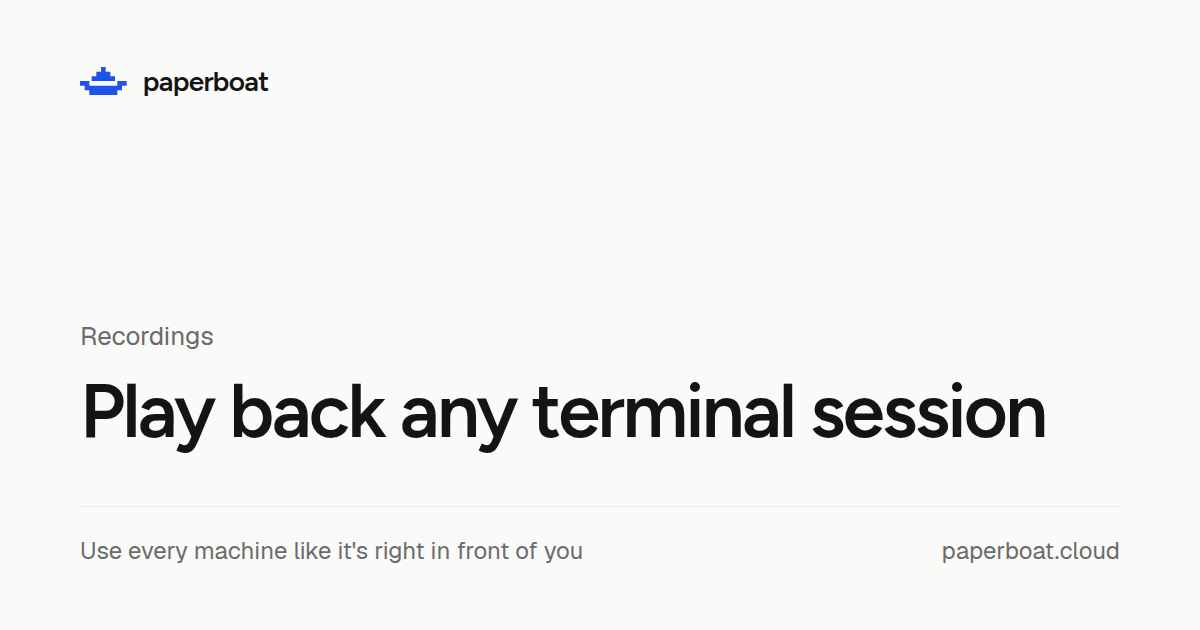 paperboat
Recordings
Play back any terminal session
Use every machine like it's right in front of you
paperboat.cloud